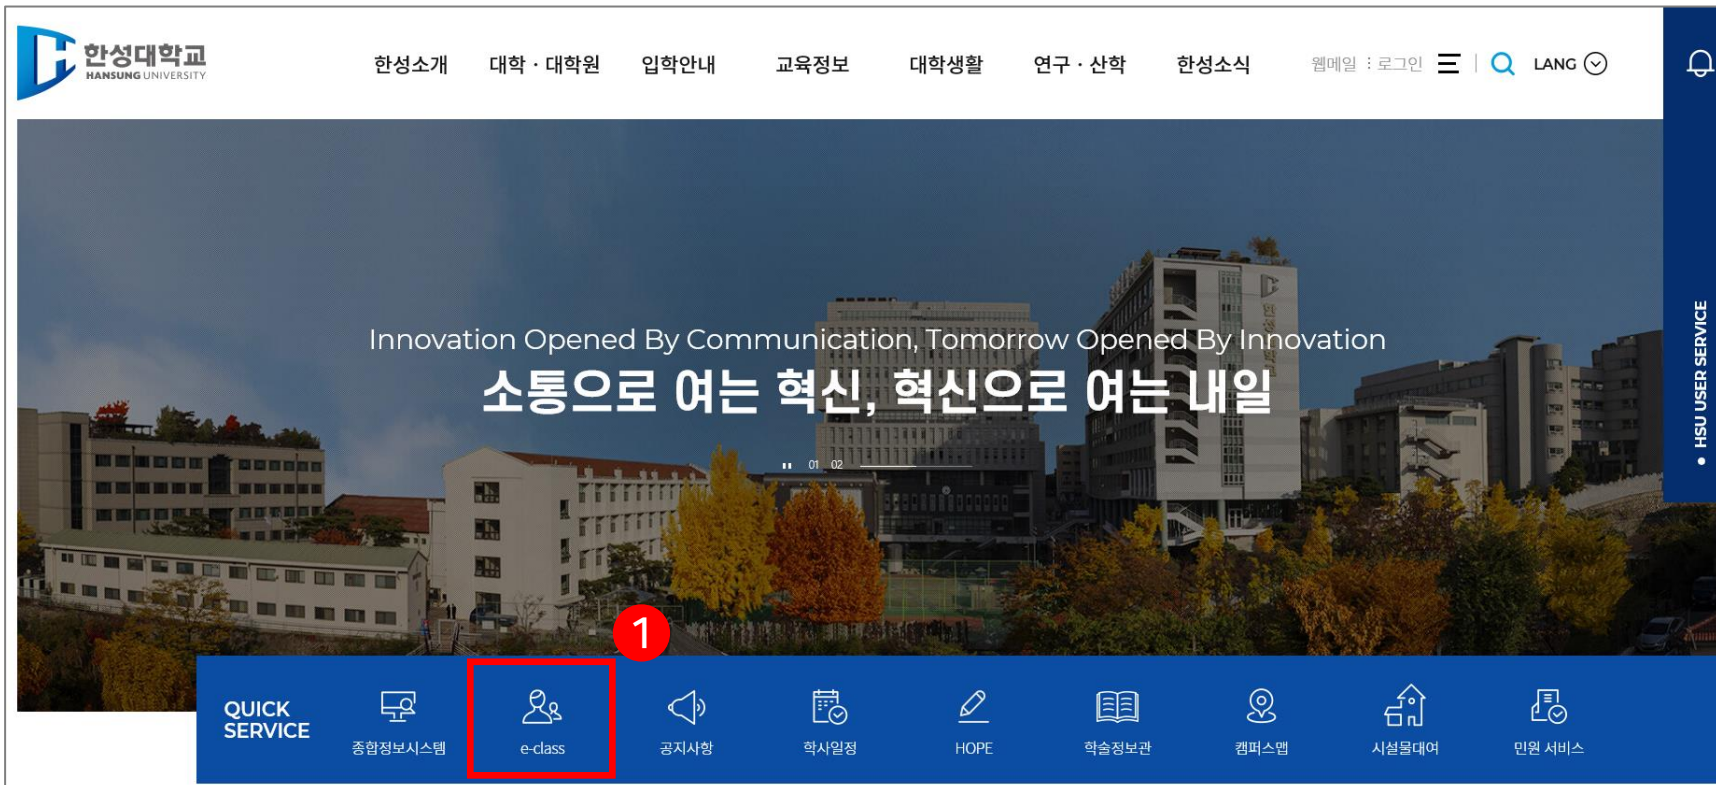 한성대학교
HANSUNG UNIVERSITY
한성소개 대학 · 대학원 입학안내 교육정보 대학생활 연구 · 산학 한성소식 웹메일 : 로그인 LANG
Innovation Opened By Communication, Tomorrow Opened By Innovation
소통으로 여는 혁신, 혁신으로 여는 내일
01 02
HSU USER SERVICE
1
QUICK
SERVICE
종합정보시스템 e-class 공지사항 학사일정 HOPE 학술정보관 캠퍼스맵 시설물대여 민원 서비스